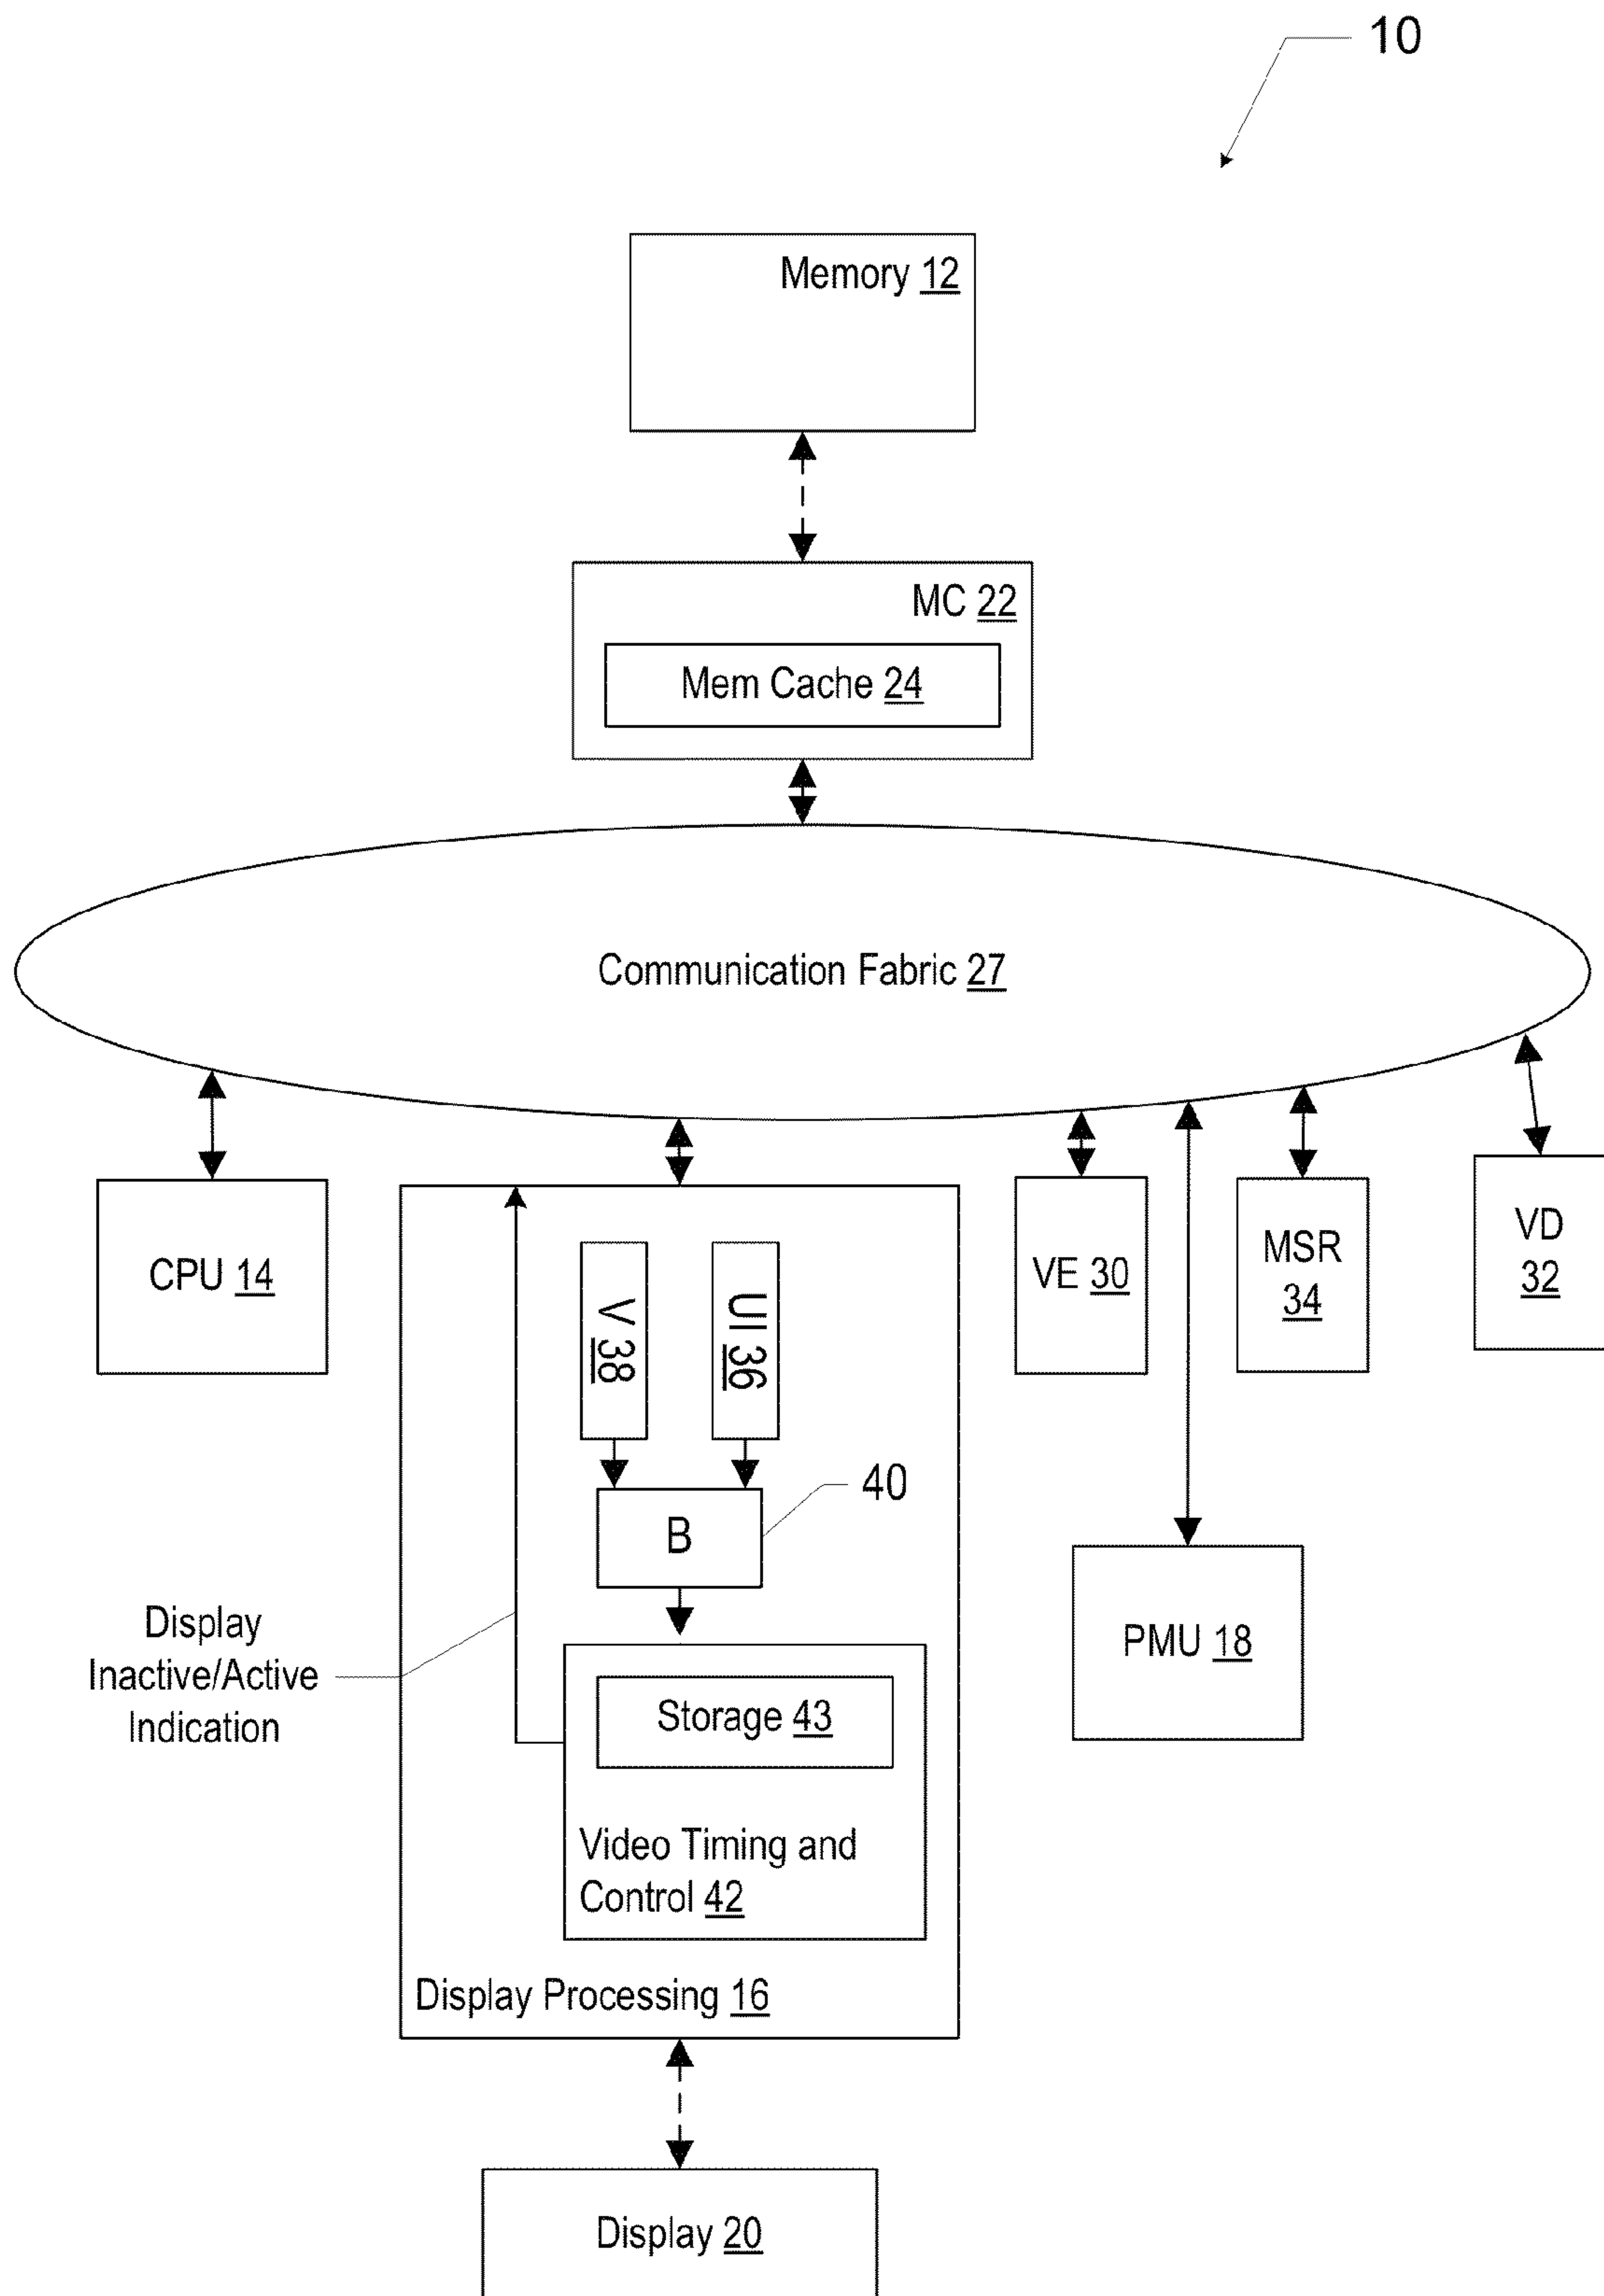 10
Memory 12
MC 22
Mem Cache 24
Communication Fabric 27
CPU 14
V 38
UI 36
VE 30
MSR
34
VD
32
40
B
Display
Inactive/Active
Indication
PMU 18
Storage 43
Video Timing and
Control 42
Display Processing 16
Display 20